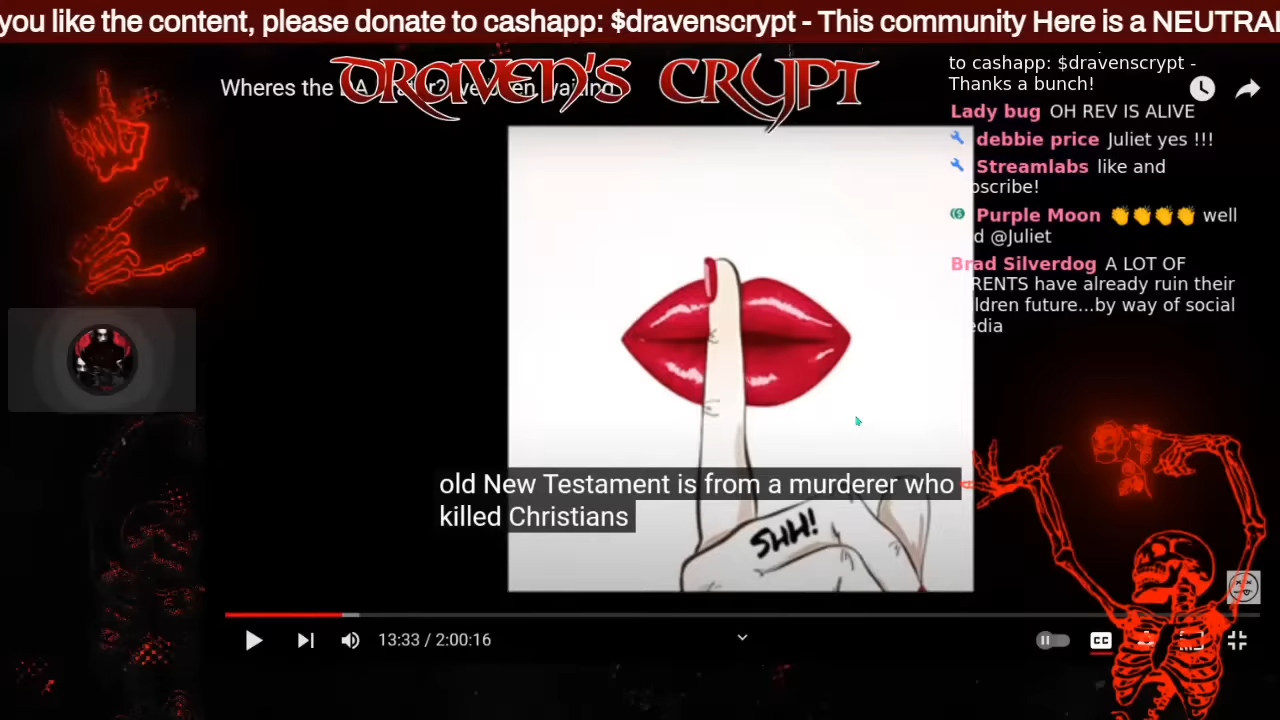 you like the content, please donate to cashapp: $dravenscrypt - This community Here is a NEUTRA
DRAVEN'S CRYPT
Wheres the
to cashapp: $dravenscrypt -
Thanks a bunch!
Lady bug OH REV IS ALIVE
debbie price Juliet yes !!!
Streamlabs like and
oscribe!
Purple Moon 👏👏👏👏 well
d @Juliet
Brad Silverdog A LOT OF
RENTS have already ruin their
ldren future...by way of social
edia
old New Testament is from a murderer who
killed Christians
SHH!
13:33 / 2:00:16
CC